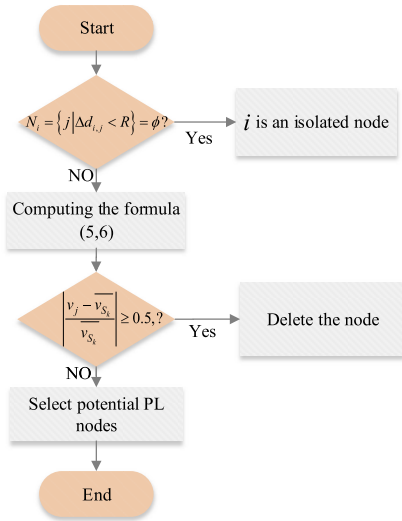 Start
N_i = {j|Δd_{i,j} < R} = ϕ?
Yes
i is an isolated node
NO
Computing the formula
(5,6)
|(v_j − \overline{v_{S_k}}) / \overline{v_{S_k}}| ≥ 0.5,?
Yes
Delete the node
NO
Select potential PL
nodes
End